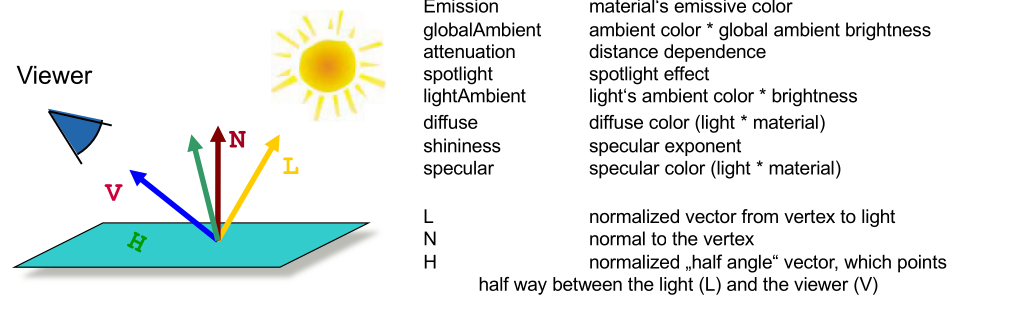 Viewer
N
L
V
H
Emission material‘s emissive color
globalAmbient ambient color * global ambient brightness
attenuation distance dependence
spotlight spotlight effect
lightAmbient light‘s ambient color * brightness
diffuse diffuse color (light * material)
shininess specular exponent
specular specular color (light * material)
L normalized vector from vertex to light
N normal to the vertex
H normalized „half angle“ vector, which points
half way between the light (L) and the viewer (V)